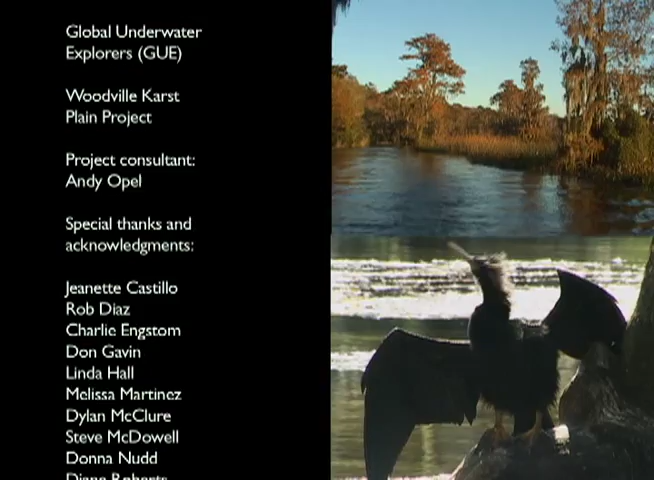 Global Underwater
Explorers (GUE)
Woodville Karst
Plain Project
Project consultant:
Andy Opel
Special thanks and
acknowledgments:
Jeanette Castillo
Rob Diaz
Charlie Engstom
Don Gavin
Linda Hall
Melissa Martinez
Dylan McClure
Steve McDowell
Donna Nudd